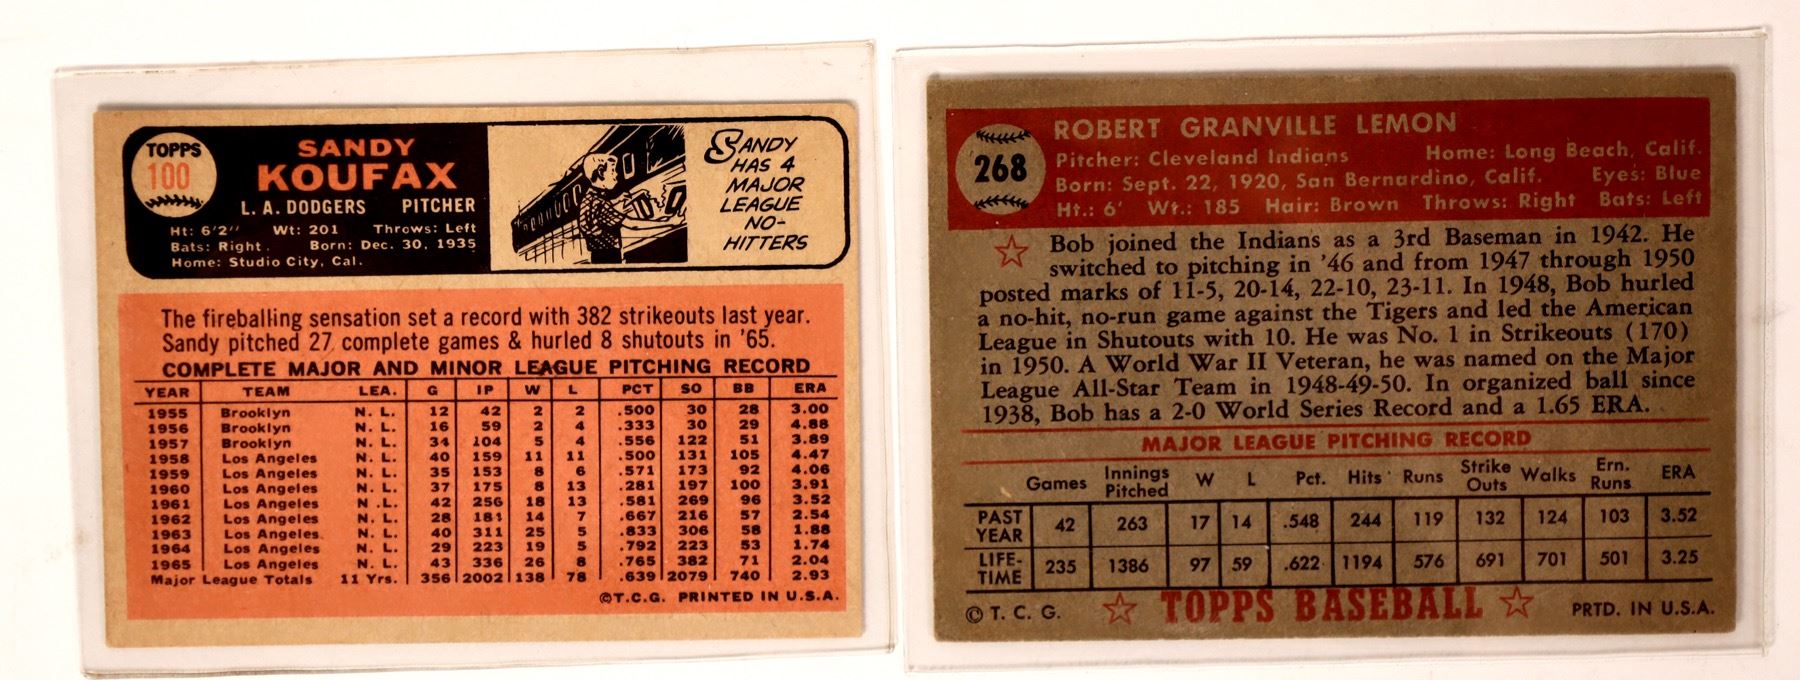 TOPPS
100
SANDY
KOUFAX
L. A. DODGERS PITCHER
Ht: 6'2" Wt: 201 Throws: Left
Bats: Right. Born: Dec. 30, 1935
Home: Studio City, Cal.
SANDY
HAS 4
MAJOR
LEAGUE
NO-
HITTERS
The fireballing sensation set a record with 382 strikeouts last year.
Sandy pitched 27 complete games & hurled 8 shutouts in '65.
COMPLETE MAJOR AND MINOR LEAGUE PITCHING RECORD
YEAR TEAM LEA. G IP W L PCT SO BB ERA
1955 Brooklyn N. L. 12 42 2 2 .500 30 28 3.00
1956 Brooklyn N. L. 16 59 2 4 .333 30 29 4.88
1957 Brooklyn N. L. 34 104 5 4 .556 122 51 3.89
1958 Los Angeles N. L. 40 159 11 11 .500 131 105 4.47
1959 Los Angeles N. L. 35 153 8 6 .571 173 92 4.06
1960 Los Angeles N. L. 37 175 8 13 .281 197 100 3.91
1961 Los Angeles N. L. 42 256 18 13 .581 269 96 3.52
1962 Los Angeles N. L. 28 181 14 7 .667 216 57 2.54
1963 Los Angeles N. L. 40 311 25 5 .833 306 58 1.88
1964 Los Angeles N. L. 29 223 19 5 .792 223 53 1.74
1965 Los Angeles N. L. 43 336 26 8 .765 382 71 2.04
Major League Totals 11 Yrs. 356 2002 138 78 .639 2079 740 2.93
©T.C.G. PRINTED IN U.S.A.
268
ROBERT GRANVILLE LEMON
Pitcher: Cleveland Indians Home: Long Beach, Calif.
Born: Sept. 22, 1920, San Bernardino, Calif. Eyes: Blue
Ht.: 6' Wt.: 185 Hair: Brown Throws: Right Bats: Left
Bob joined the Indians as a 3rd Baseman in 1942. He
switched to pitching in '46 and from 1947 through 1950
posted marks of 11-5, 20-14, 22-10, 23-11. In 1948, Bob hurled
a no-hit, no-run game against the Tigers and led the American
League in Shutouts with 10. He was No. 1 in Strikeouts (170)
in 1950. A World War II Veteran, he was named on the Major
League All-Star Team in 1948-49-50. In organized ball since
1938, Bob has a 2-0 World Series Record and a 1.65 ERA.
MAJOR LEAGUE PITCHING RECORD
Games Innings Pitched W L Pct. Hits Runs Strike Outs Walks Ern. Runs ERA
PAST YEAR 42 263 17 14 .548 244 119 132 124 103 3.52
LIFE-TIME 235 1386 97 59 .622 1194 576 691 701 501 3.25
© T. C. G. TOPPS BASEBALL PRTD. IN U.S.A.